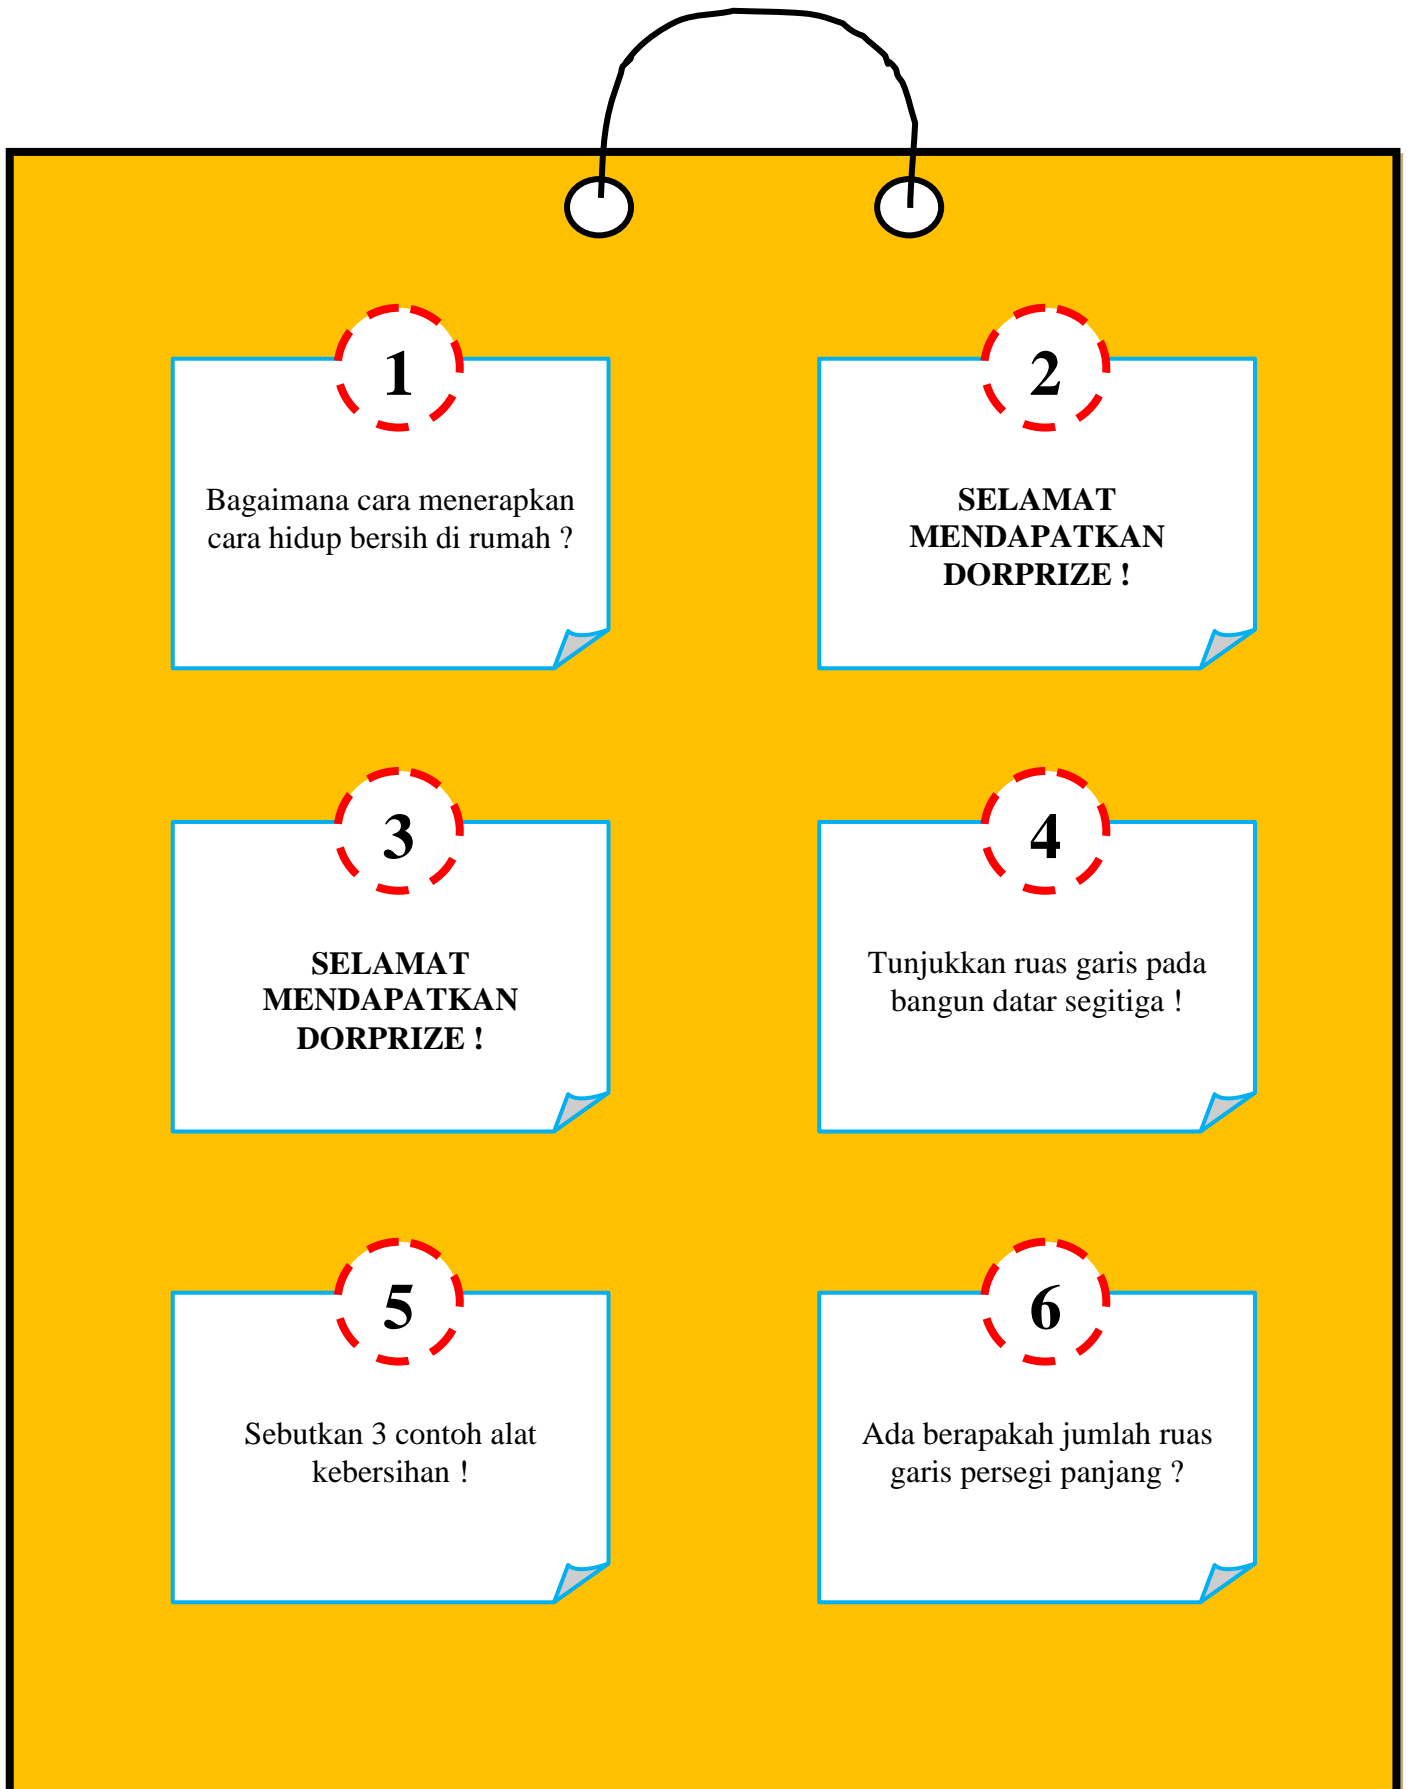 1
Bagaimana cara menerapkan
cara hidup bersih di rumah ?
2
SELAMAT
MENDAPATKAN
DORPRIZE !
3
SELAMAT
MENDAPATKAN
DORPRIZE !
4
Tunjukkan ruas garis pada
bangun datar segitiga !
5
Sebutkan 3 contoh alat
kebersihan !
6
Ada berapakah jumlah ruas
garis persegi panjang ?